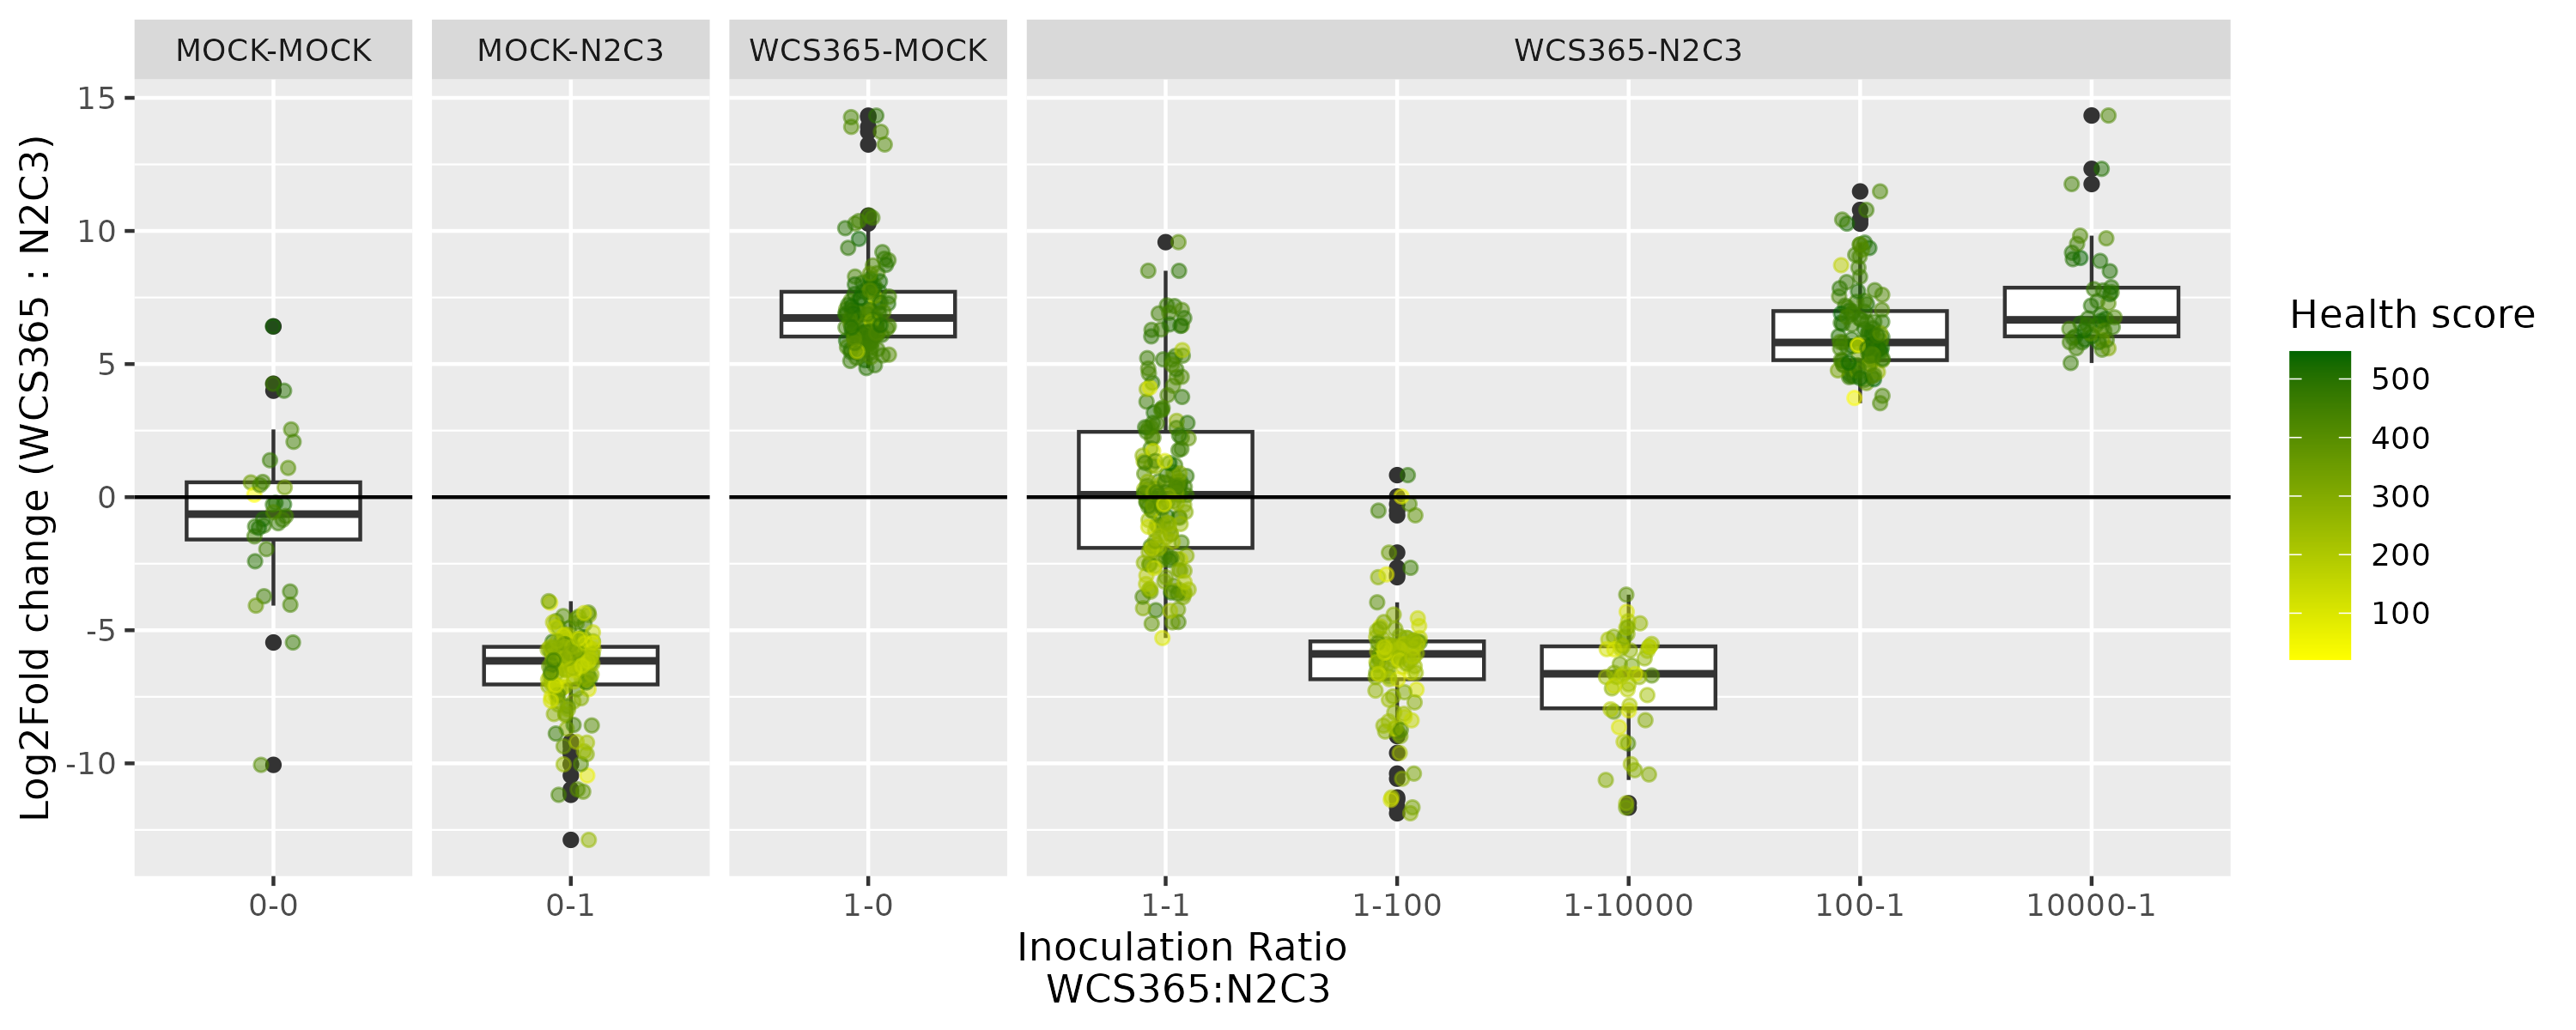 MOCK-MOCK
MOCK-N2C3
WCS365-MOCK
WCS365-N2C3
Log2Fold change (WCS365 : N2C3)
15
10
5
0
-5
-10
0-0
0-1
1-0
1-1
1-100
1-10000
100-1
10000-1
Inoculation Ratio
WCS365:N2C3
Health score
500
400
300
200
100